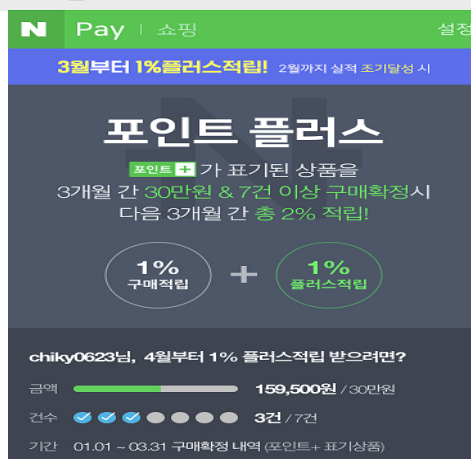 N Pay 쇼핑 설정
3월부터 1%플러스적립! 2월까지 실적 조기달성 시
포인트 플러스
포인트+ 가 표기된 상품을
3개월 간 30만원 & 7건 이상 구매확정시
다음 3개월 간 총 2% 적립!
1% + 1%
구매적립 플러스적립
chiky0623님, 4월부터 1% 플러스적립 받으려면?
금액 159,500원 / 30만원
건수 3건 / 7건
기간 01.01 ~ 03.31 구매확정 내역 (포인트+ 표기상품)